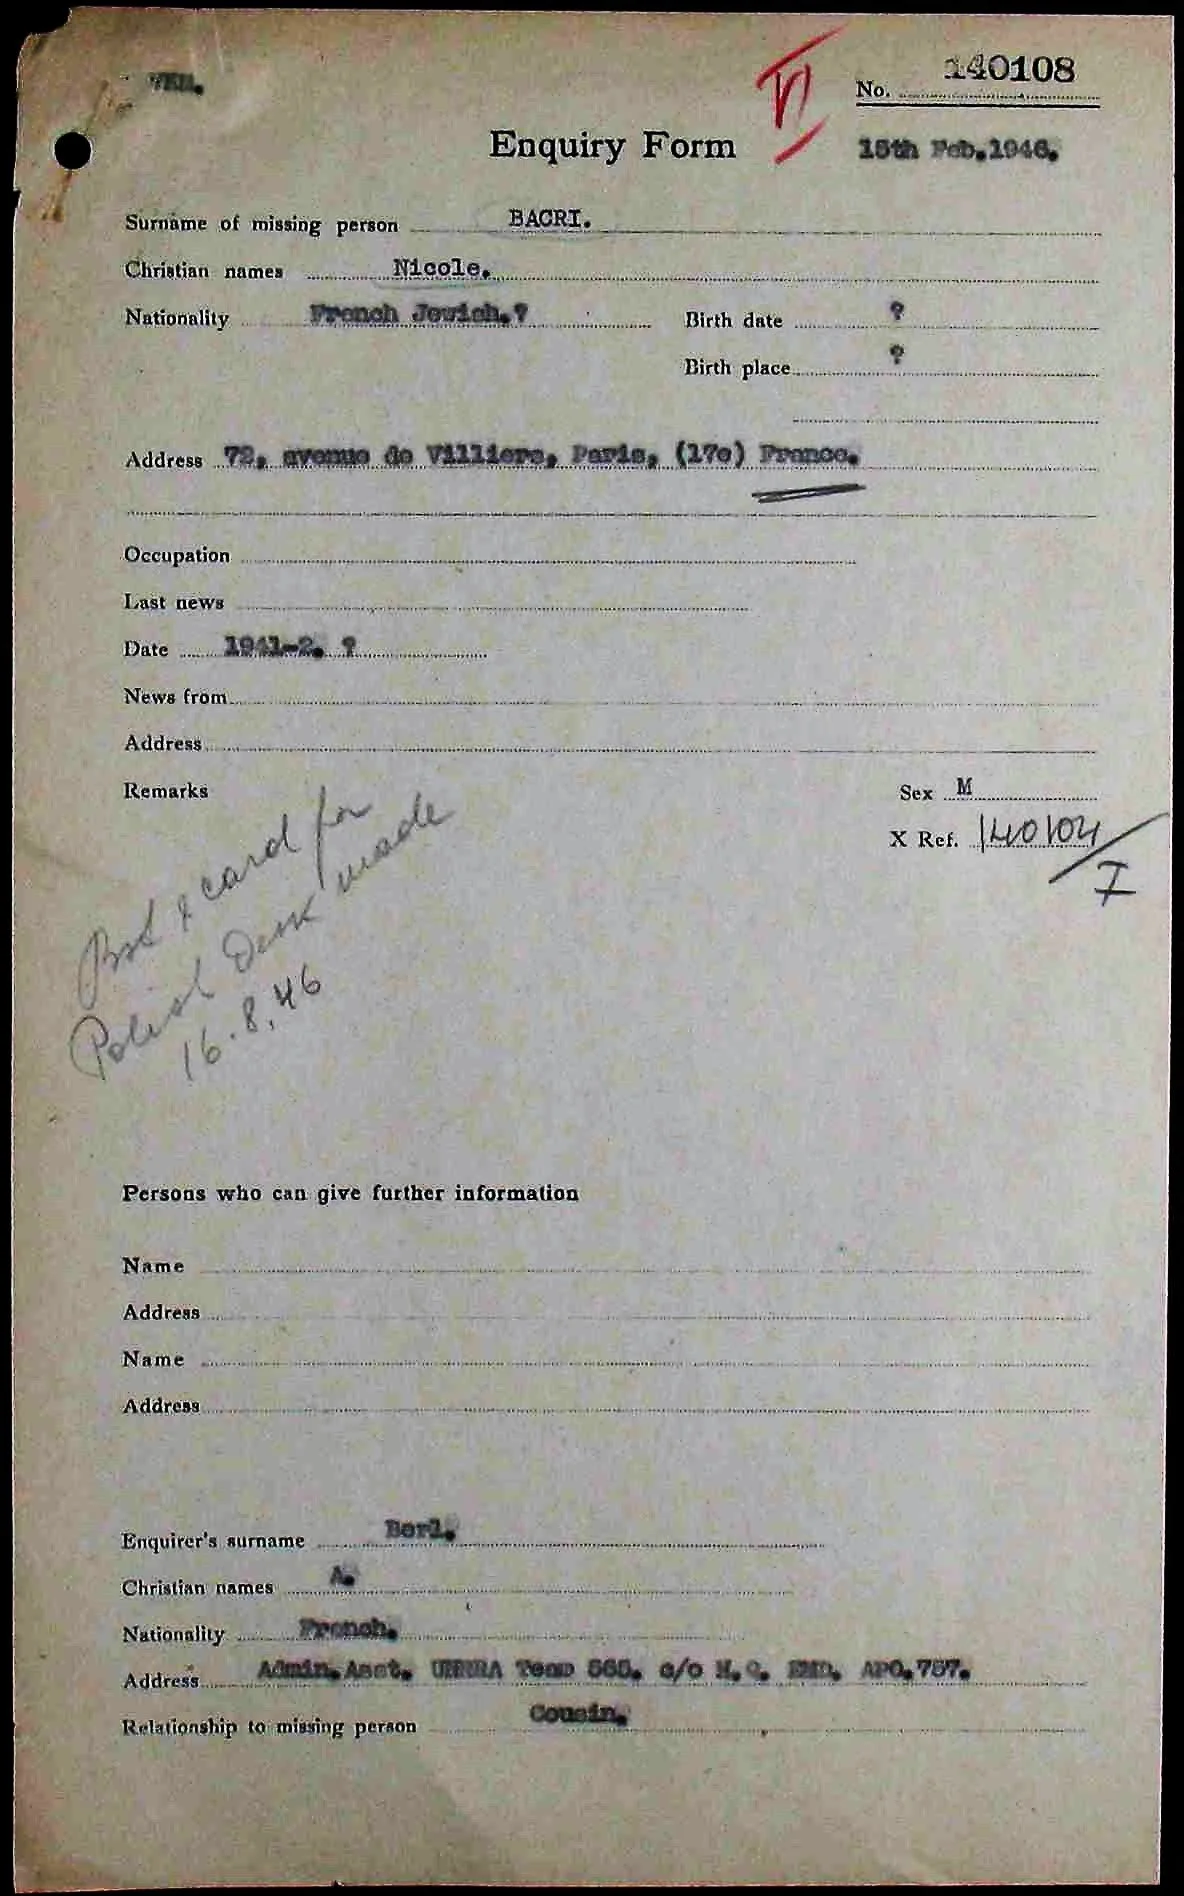 No. 140108
Enquiry Form
15th Feb.1946.
Surname of missing person BACRI.
Christian names Nicole.
Nationality French Jewish.? Birth date ?
Birth place ?
Address 72, avenue de Villiers, Paris, (17e) France.
Occupation
Last news
Date 1941-2. ?
News from
Address
Remarks
Sex M
X Ref. 140104/I
card for
Polish Desk made
16.8.46
Persons who can give further information
Name
Address
Name
Address
Enquirer's surname Berl.
Christian names A.
Nationality French.
Address Admin.Asst. UNRRA Team 565. c/o H.Q. EMD. APO.757.
Relationship to missing person Cousin.